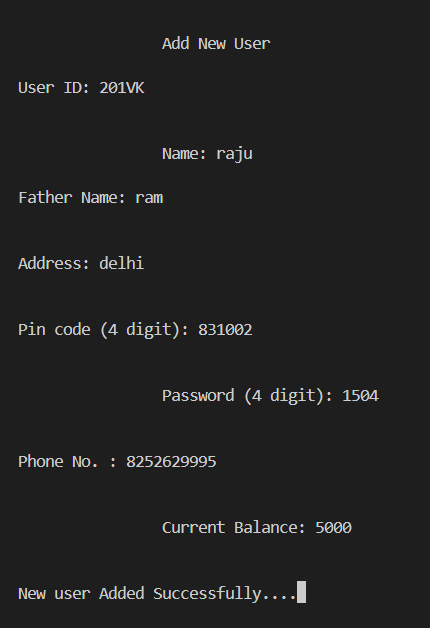 Add New User
User ID: 201VK
Name: raju
Father Name: ram
Address: delhi
Pin code (4 digit): 831002
Password (4 digit): 1504
Phone No. : 8252629995
Current Balance: 5000
New user Added Successfully....